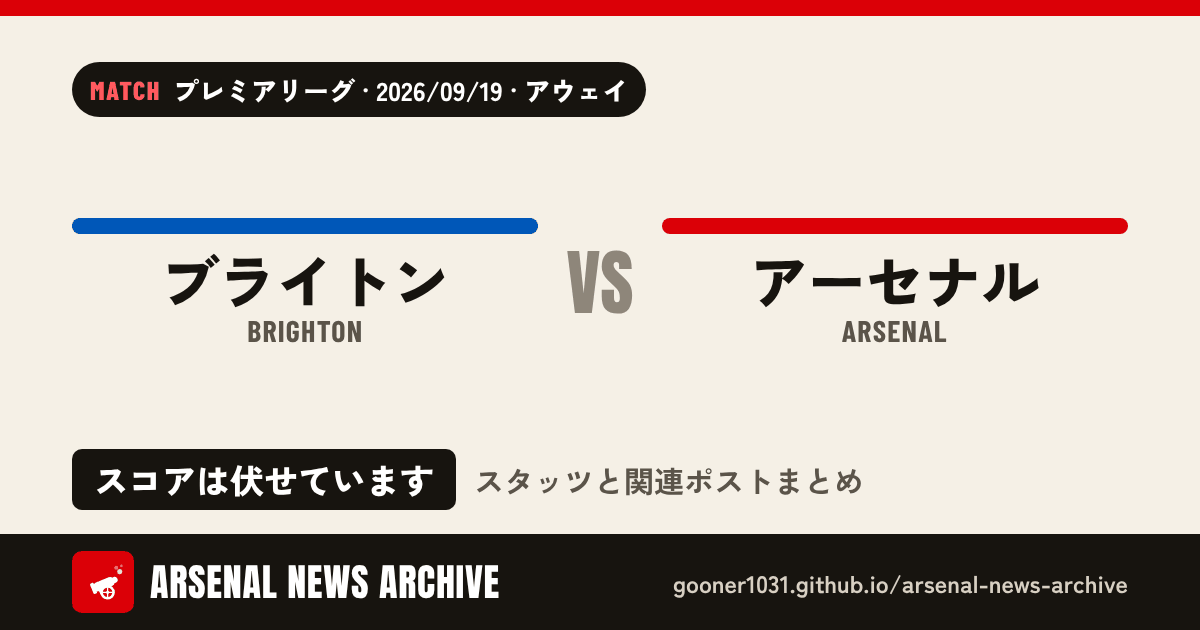 MATCH プレミアリーグ · 2026/09/19 · アウェイ
ブライトン
BRIGHTON
VS
アーセナル
ARSENAL
スコアは伏せています
スタッツと関連ポストまとめ
ARSENAL NEWS ARCHIVE
gooner1031.github.io/arsenal-news-archive